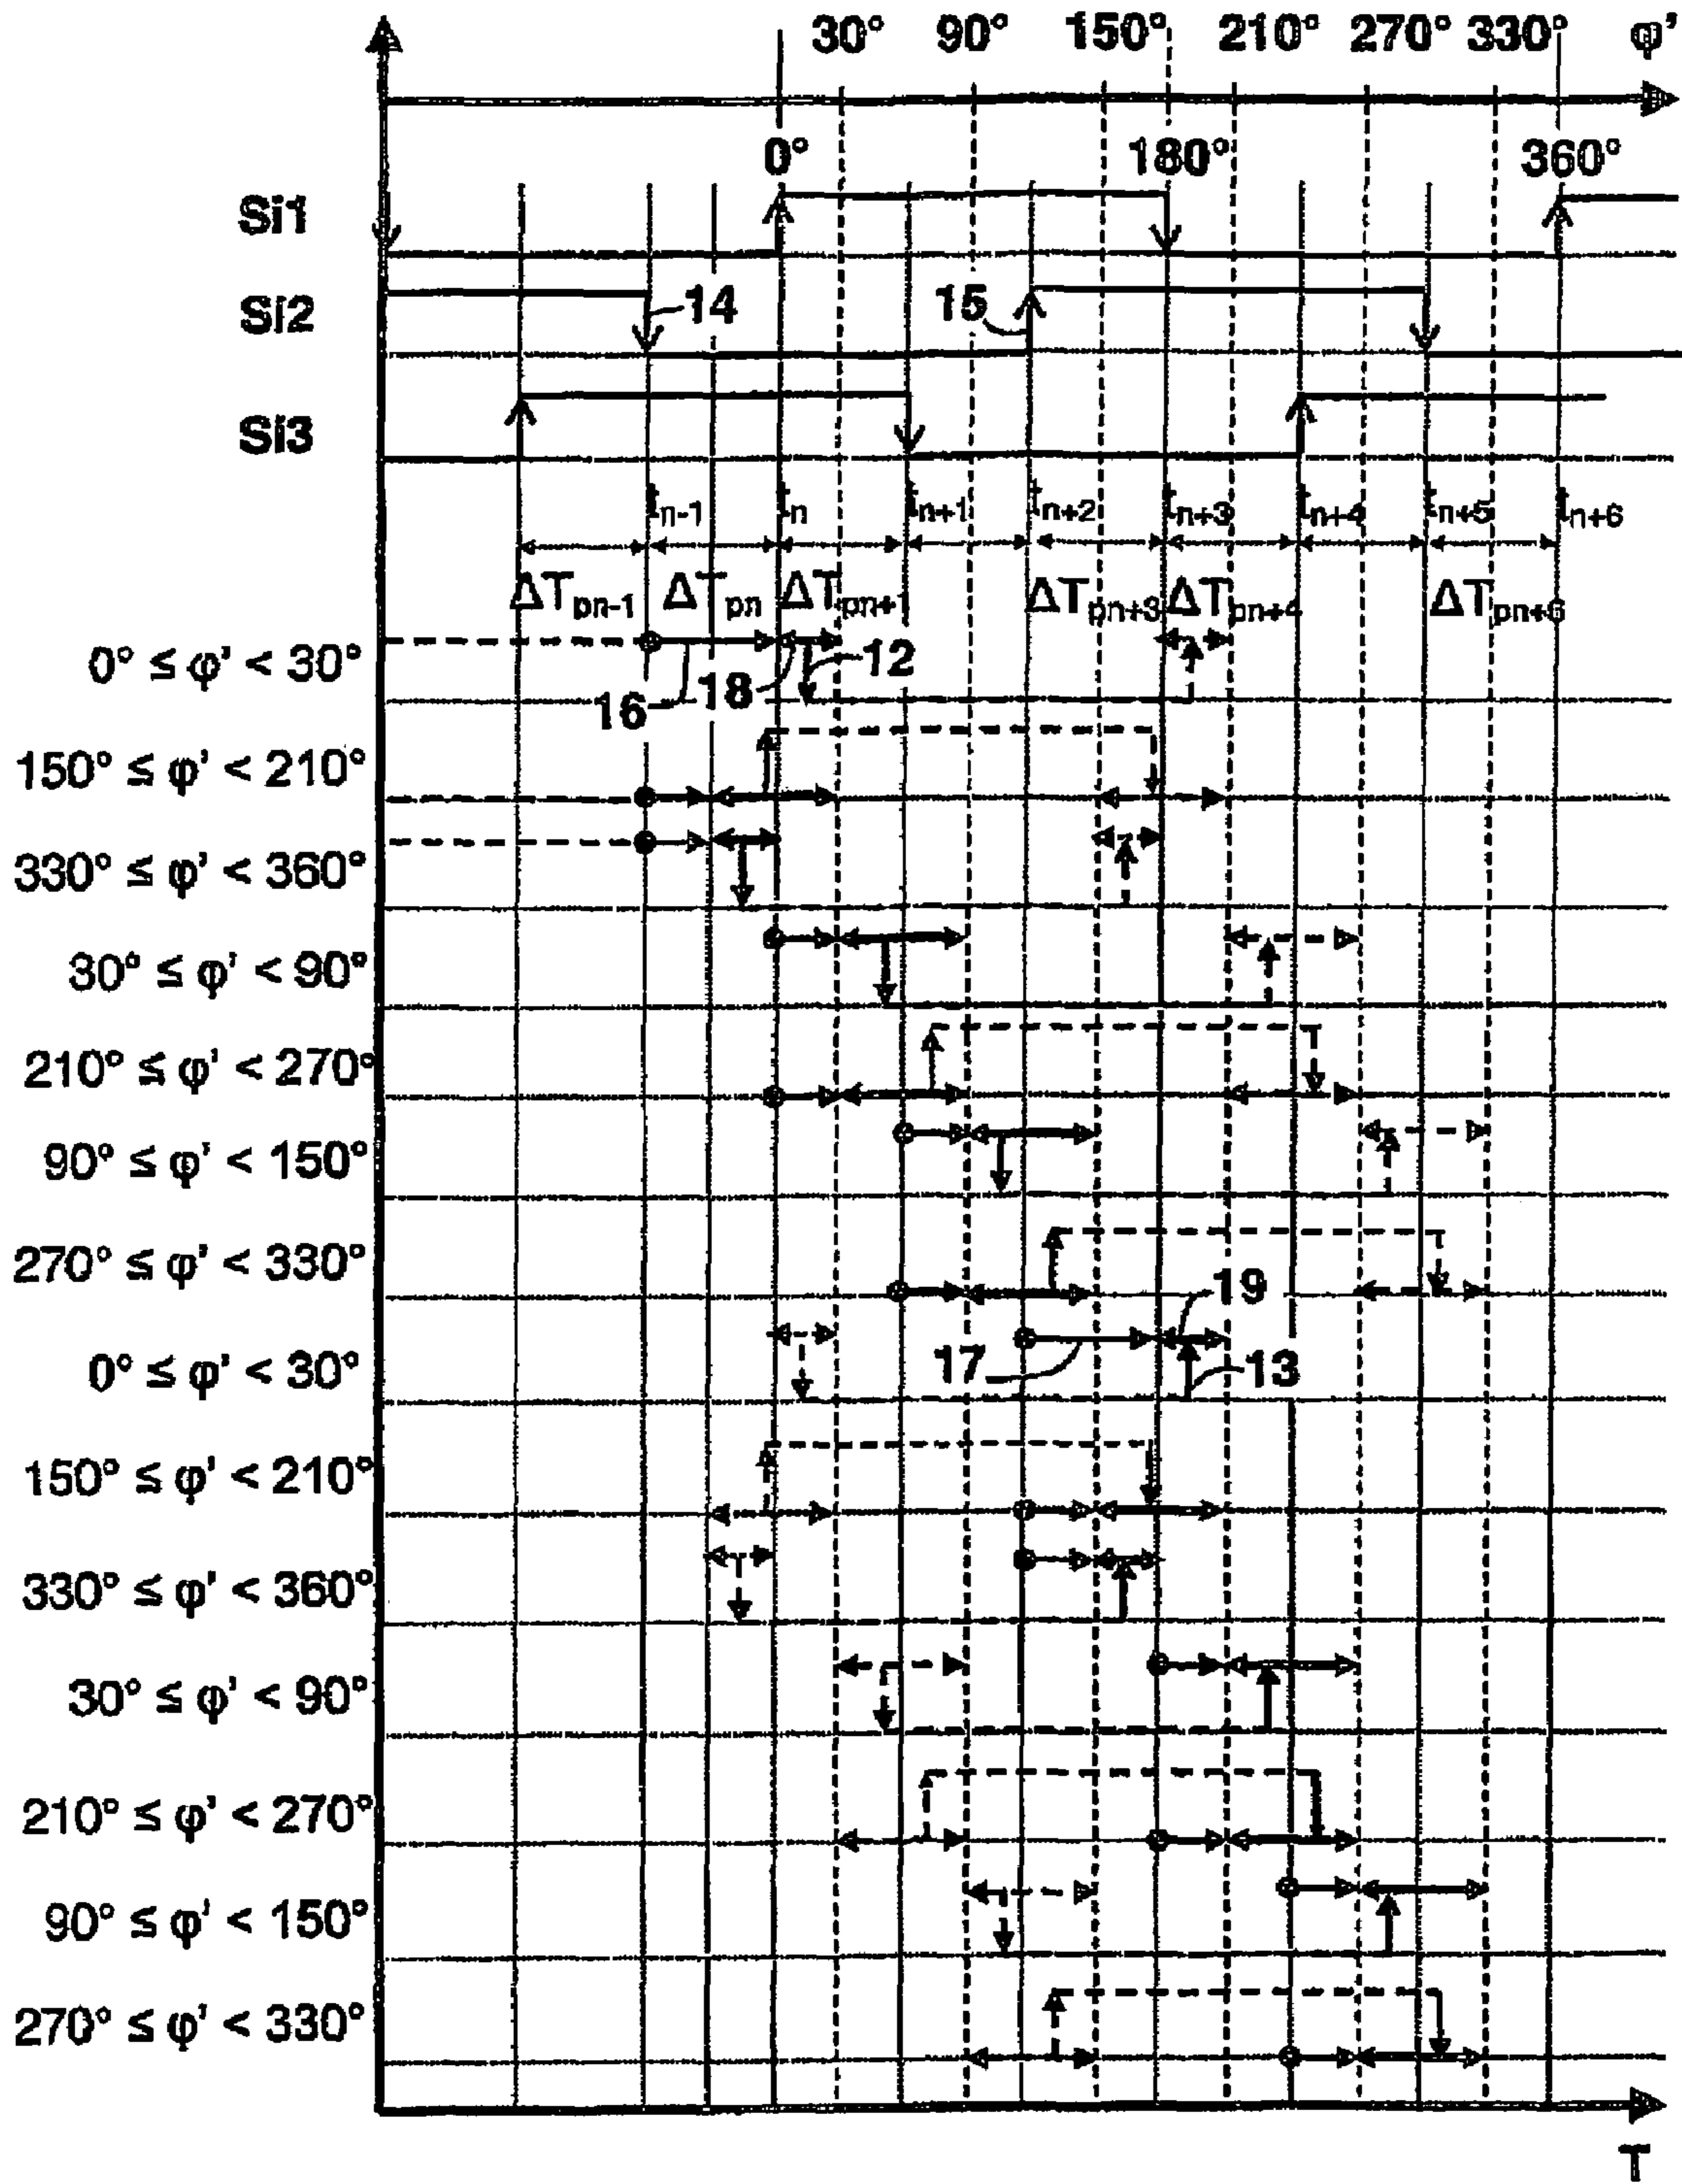 30° 90° 150° 210° 270° 330° φ'
0° 180° 360°
Si1
Si2 14 15
Si3
tn-1 tn tn+1 tn+2 tn+3 tn+4 tn+5 tn+6
ΔTpn-1 ΔTpn ΔTpn+1 ΔTpn+3 ΔTpn+4 ΔTpn+6
0° ≤ φ' < 30° 12
16 18
150° ≤ φ' < 210°
330° ≤ φ' < 360°
30° ≤ φ' < 90°
210° ≤ φ' < 270°
90° ≤ φ' < 150°
270° ≤ φ' < 330° 19
0° ≤ φ' < 30° 17 13
150° ≤ φ' < 210°
330° ≤ φ' < 360°
30° ≤ φ' < 90°
210° ≤ φ' < 270°
90° ≤ φ' < 150°
270° ≤ φ' < 330°
T